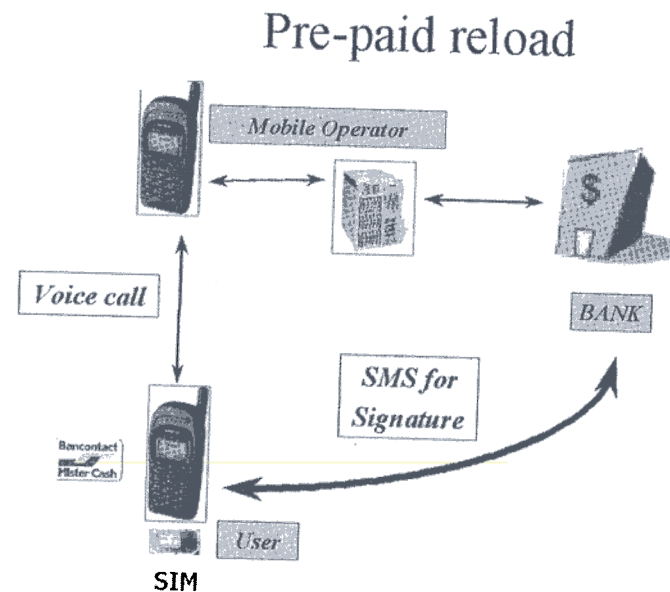 Pre-paid reload
Mobile Operator
$
Voice call
BANK
SMS for
Signature
Bancontact
Mister Cash
User
SIM